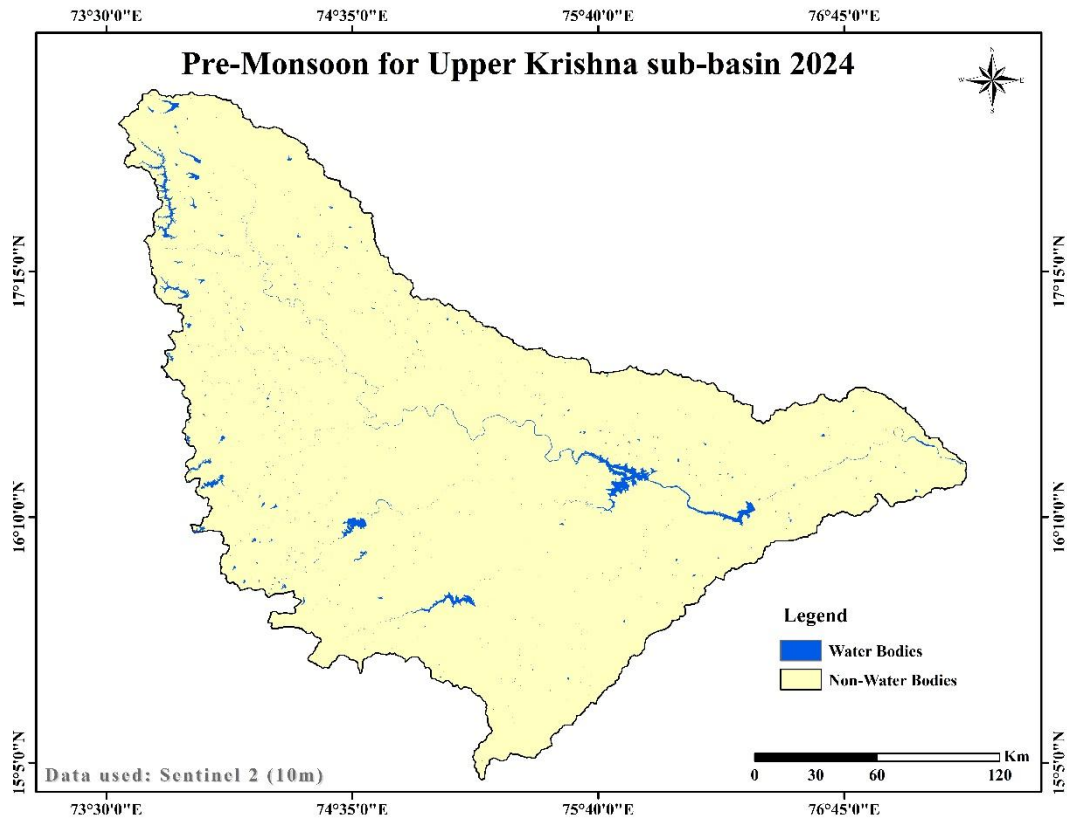 73°30'0"E 74°35'0"E 75°40'0"E 76°45'0"E
Pre-Monsoon for Upper Krishna sub-basin 2024
N
W E
S
17°15'0"N 17°15'0"N
16°10'0"N 16°10'0"N
Legend
Water Bodies
Non-Water Bodies
15°5'0"N 15°5'0"N
Km
0 30 60 120
Data used: Sentinel 2 (10m)
73°30'0"E 74°35'0"E 75°40'0"E 76°45'0"E